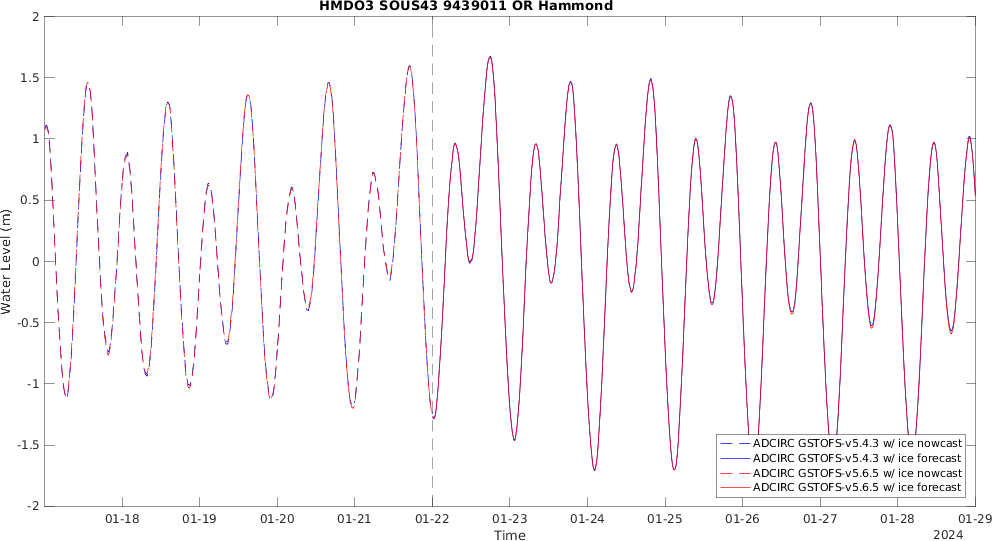 HMDO3 SOUS43 9439011 OR Hammond
2
1.5
1
0.5
0
-0.5
-1
-1.5
-2
Water Level (m)
ADCIRC GSTOFS-v5.4.3 w/ ice nowcast
ADCIRC GSTOFS-v5.4.3 w/ ice forecast
ADCIRC GSTOFS-v5.6.5 w/ ice nowcast
ADCIRC GSTOFS-v5.6.5 w/ ice forecast
01-18 01-19 01-20 01-21 01-22 01-23 01-24 01-25 01-26 01-27 01-28 01-29
Time
2024